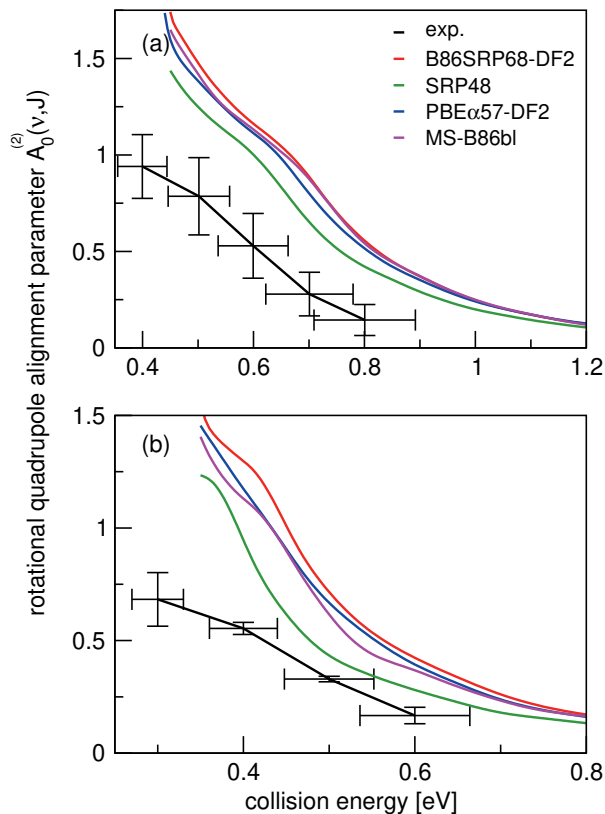 rotational quadrupole alignment parameter A₀⁽²⁾(ν,J)
(a)
exp.
B86SRP68-DF2
SRP48
PBEα57-DF2
MS-B86bl
1.5
1
0.5
0
0.4 0.6 0.8 1 1.2
(b)
1.5
1
0.5
0
0.4 0.6 0.8
collision energy [eV]